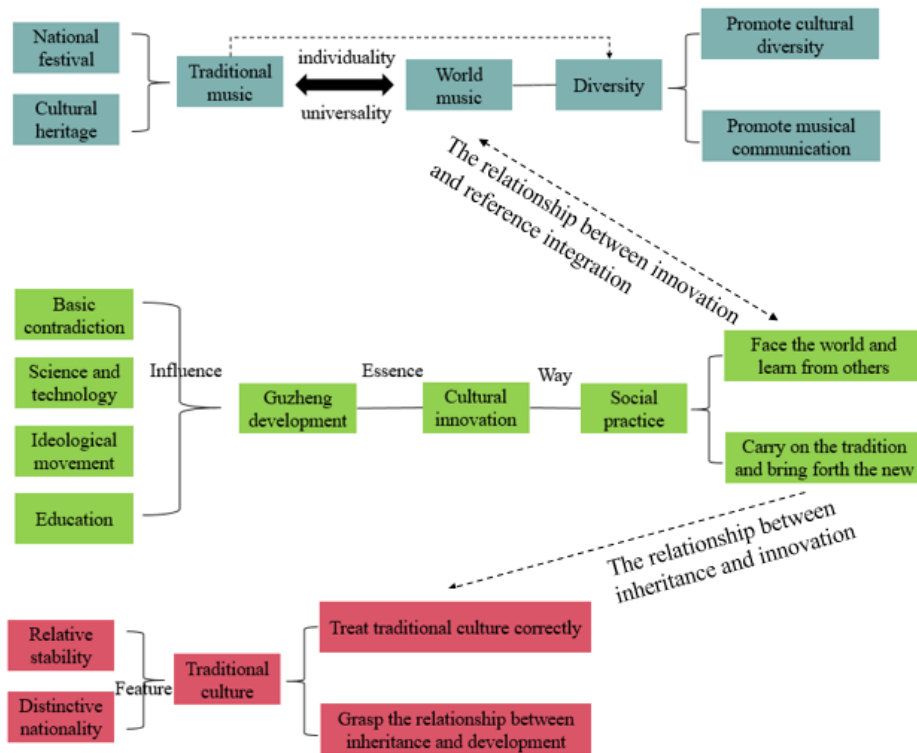 National
festival
Cultural
heritage
Traditional
music
individuality
universality
World
music
Diversity
Promote cultural
diversity
Promote musical
communication
The relationship between innovation
and reference integration
Basic
contradiction
Science and
technology
Ideological
movement
Education
Influence
Guzheng
development
Essence
Cultural
innovation
Way
Social
practice
Face the world and
learn from others
Carry on the tradition
and bring forth the new
The relationship between
inheritance and innovation
Relative
stability
Distinctive
nationality
Feature
Traditional
culture
Treat traditional culture correctly
Grasp the relationship between
inheritance and development